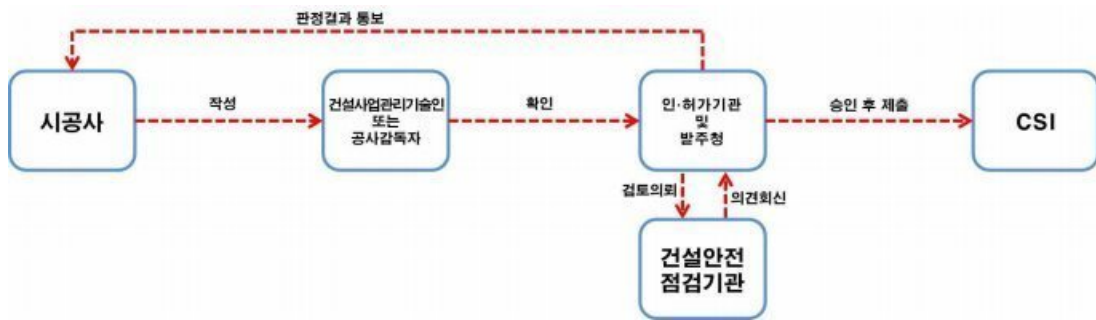 판정결과 통보
시공사
작성
건설사업관리기술인
또는
공사감독자
확인
인·허가기관
및
발주청
승인 후 제출
CSI
검토의뢰
의견회신
건설안전
점검기관